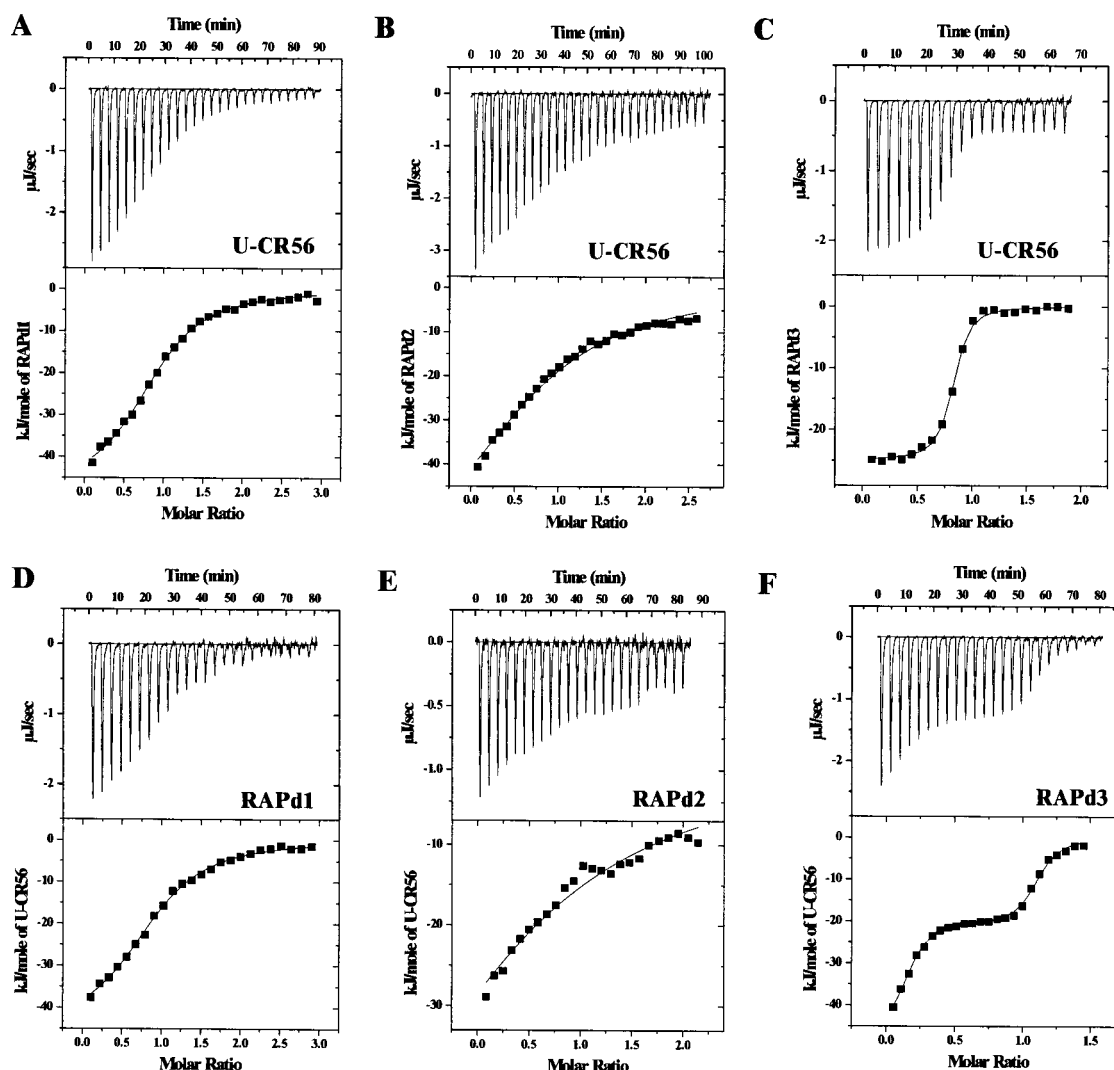 A
Time (min)
0 10 20 30 40 50 60 70 80 90
0
-1
-2
µJ/sec
U-CR56
0
-10
-20
-30
-40
kJ/mole of RAPd1
0.0 0.5 1.0 1.5 2.0 2.5 3.0
Molar Ratio
B
Time (min)
0 10 20 30 40 50 60 70 80 90 100
0
-1
-2
-3
µJ/sec
U-CR56
0
-10
-20
-30
-40
kJ/mole of RAPd2
0.0 0.5 1.0 1.5 2.0 2.5
Molar Ratio
C
Time (min)
0 10 20 30 40 50 60 70
0
-1
-2
µJ/sec
U-CR56
0
-10
-20
kJ/mole of RAPd3
0.0 0.5 1.0 1.5 2.0
Molar Ratio
D
Time (min)
0 10 20 30 40 50 60 70 80
0
-1
-2
µJ/sec
RAPd1
0
-10
-20
-30
-40
kJ/mole of U-CR56
0.0 0.5 1.0 1.5 2.0 2.5 3.0
Molar Ratio
E
Time (min)
0 10 20 30 40 50 60 70 80 90
0.0
-0.5
-1.0
µJ/sec
RAPd2
-10
-20
-30
kJ/mole of U-CR56
0.0 0.5 1.0 1.5 2.0
Molar Ratio
F
Time (min)
0 10 20 30 40 50 60 70 80
0
-1
-2
µJ/sec
RAPd3
0
-10
-20
-30
-40
kJ/mole of U-CR56
0.0 0.5 1.0 1.5
Molar Ratio